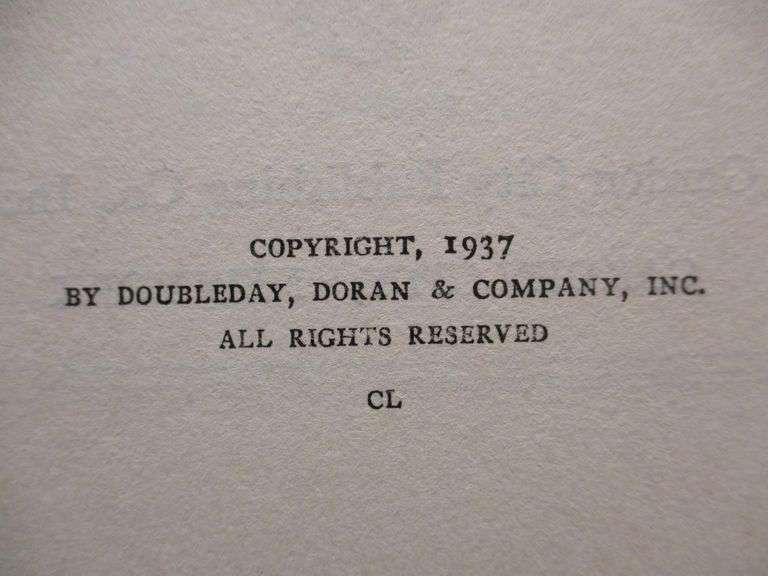 COPYRIGHT, 1937
BY DOUBLEDAY, DORAN & COMPANY, INC.
ALL RIGHTS RESERVED
CL